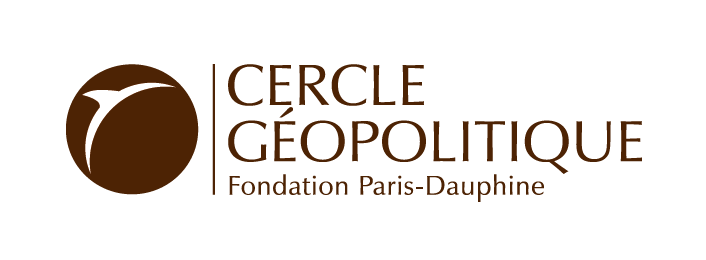 CERCLE
GÉOPOLITIQUE
Fondation Paris-Dauphine